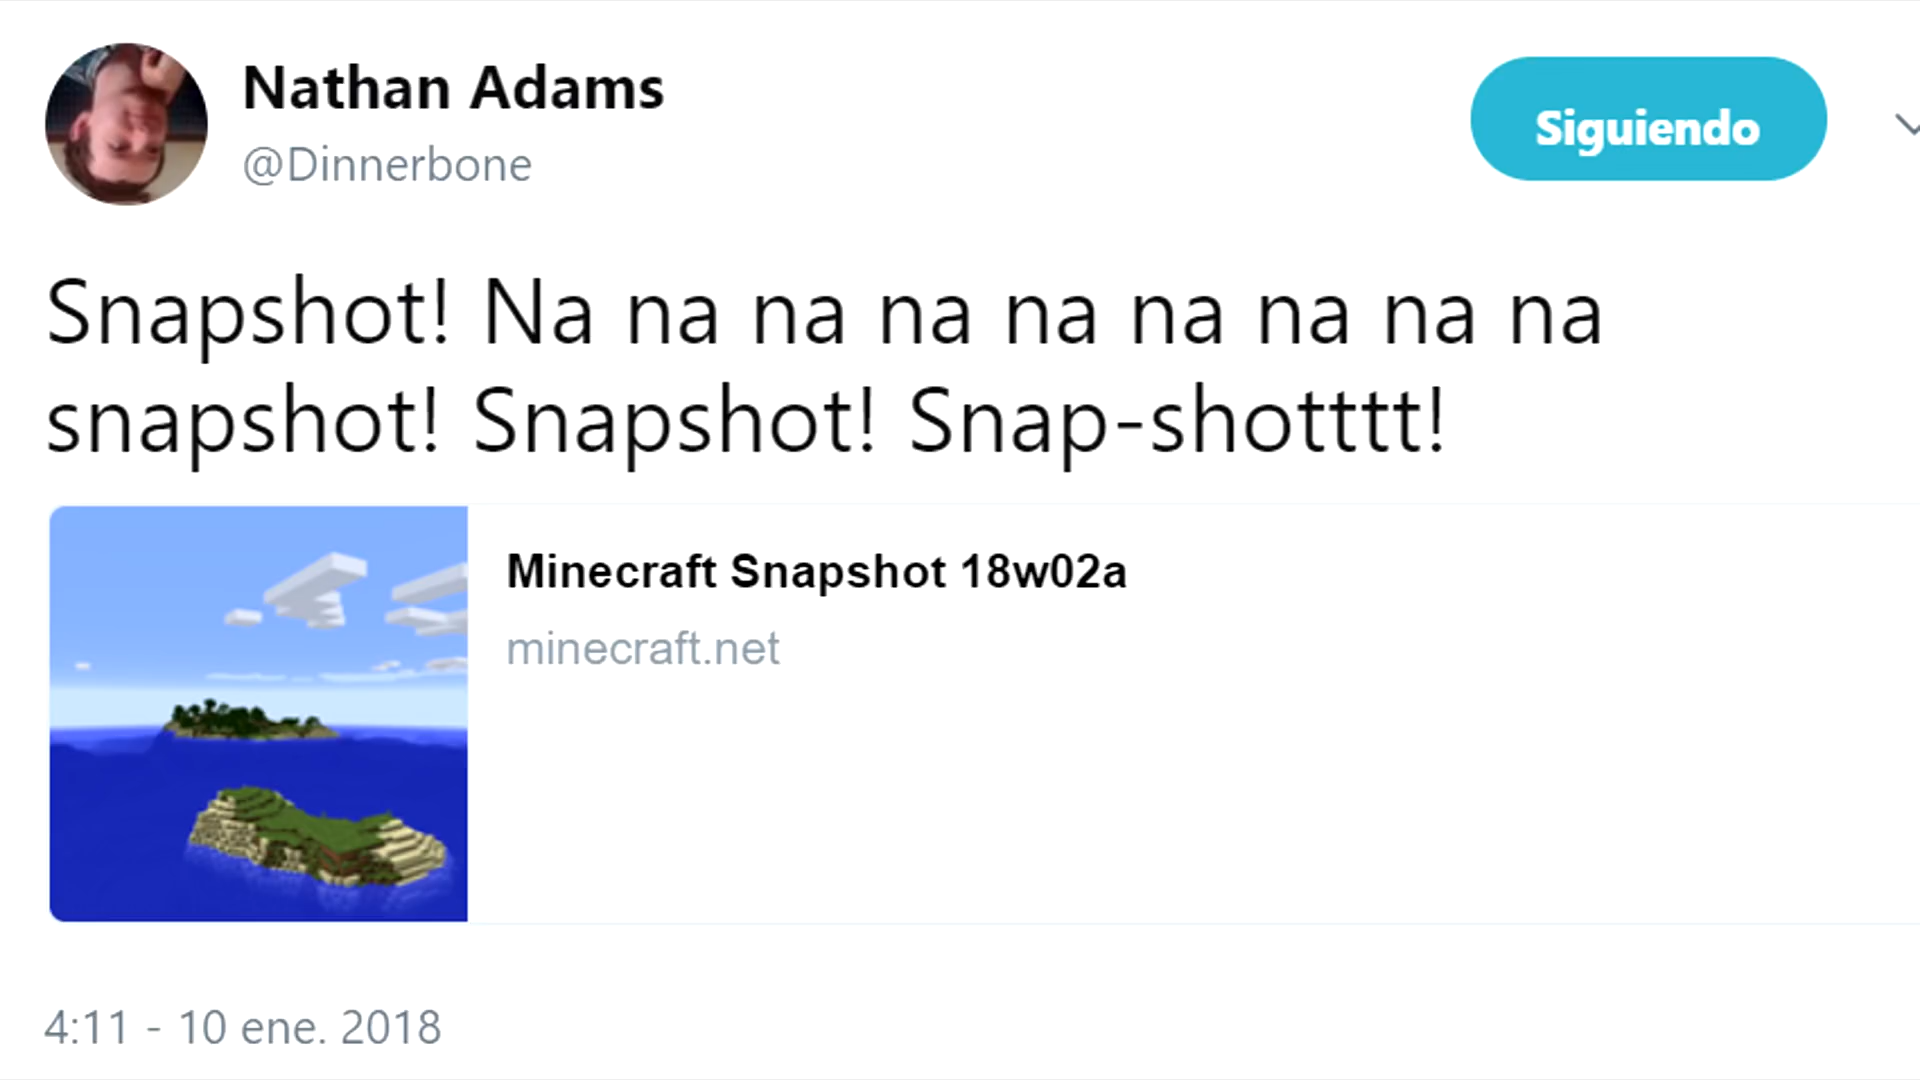 Nathan Adams
@Dinnerbone
Siguiendo
Snapshot! Na na na na na na na na na
snapshot! Snapshot! Snap-shotttt!
Minecraft Snapshot 18w02a
minecraft.net
4:11 - 10 ene. 2018